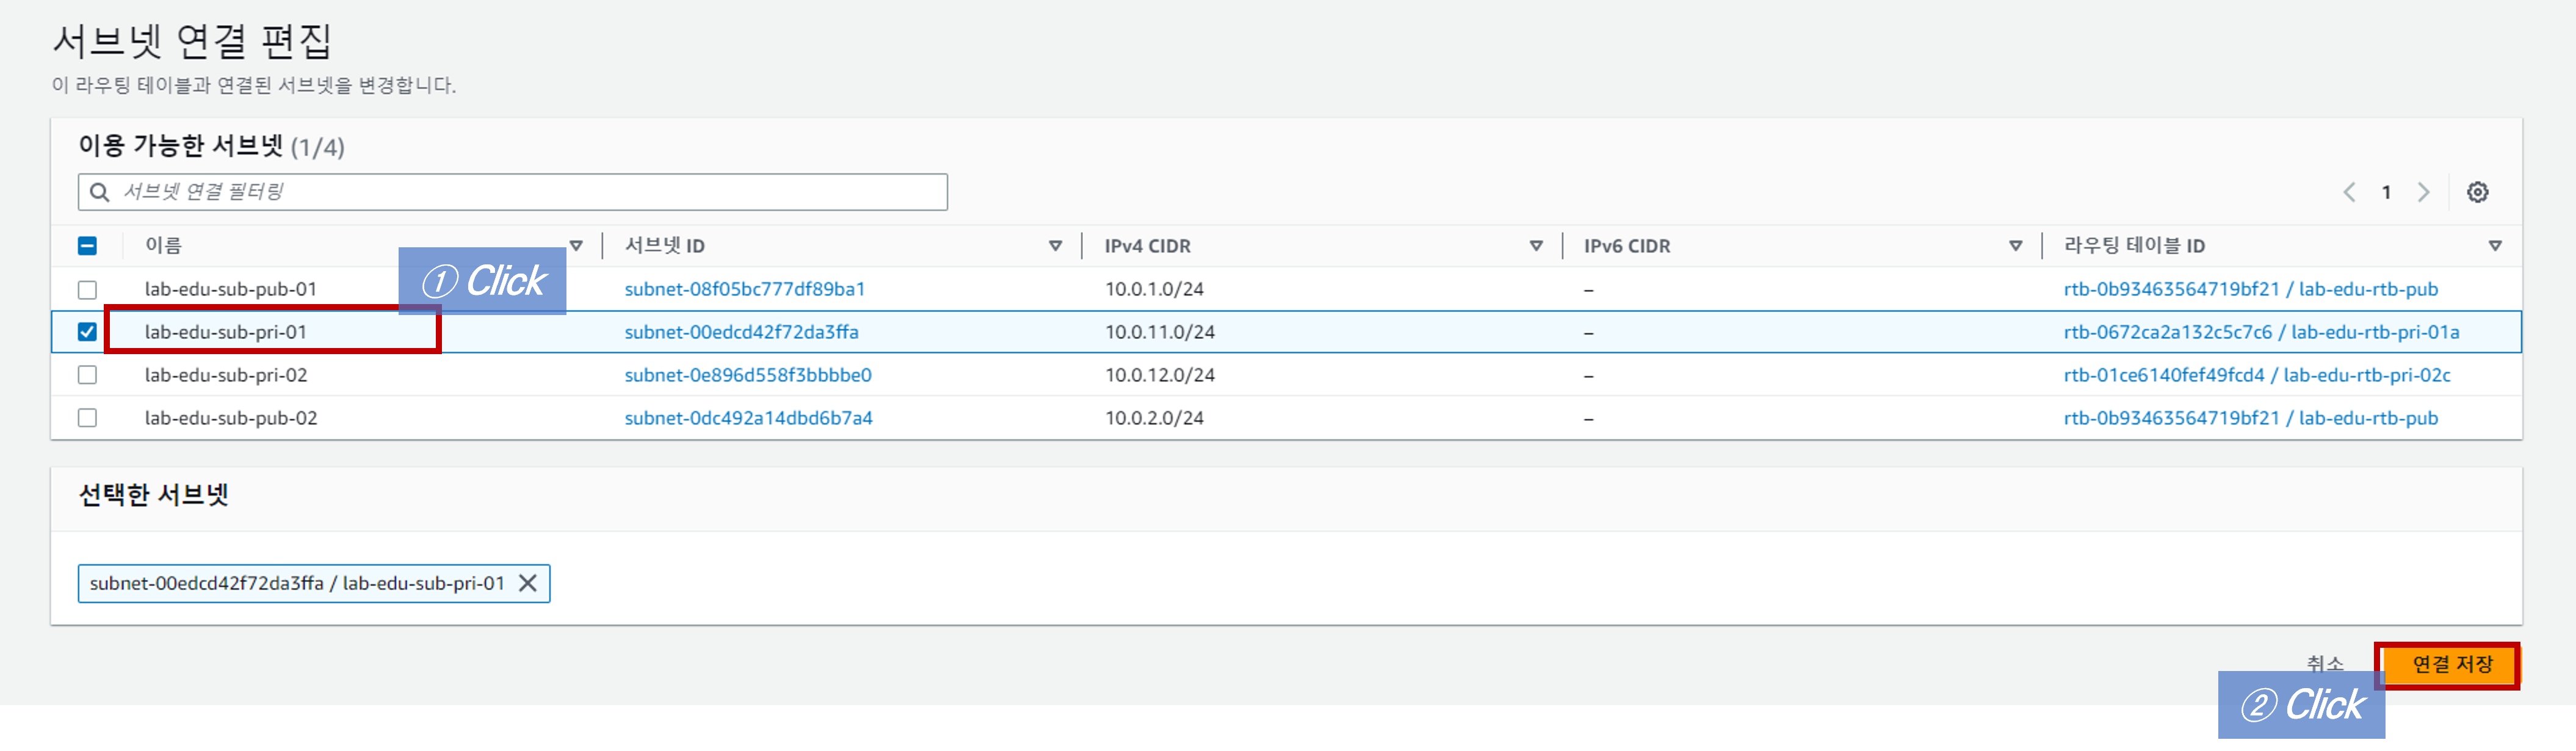 서브넷 연결 편집
이 라우팅 테이블과 연결된 서브넷을 변경합니다.
이용 가능한 서브넷 (1/4)
서브넷 연결 필터링
1
이름 서브넷 ID IPv4 CIDR IPv6 CIDR 라우팅 테이블 ID
① Click
lab-edu-sub-pub-01 subnet-08f05bc777df89ba1 10.0.1.0/24 – rtb-0b93463564719bf21 / lab-edu-rtb-pub
lab-edu-sub-pri-01 subnet-00edcd42f72da3ffa 10.0.11.0/24 – rtb-0672ca2a132c5c7c6 / lab-edu-rtb-pri-01a
lab-edu-sub-pri-02 subnet-0e896d558f3bbbbe0 10.0.12.0/24 – rtb-01ce6140fef49fcd4 / lab-edu-rtb-pri-02c
lab-edu-sub-pub-02 subnet-0dc492a14dbd6b7a4 10.0.2.0/24 – rtb-0b93463564719bf21 / lab-edu-rtb-pub
선택한 서브넷
subnet-00edcd42f72da3ffa / lab-edu-sub-pri-01
취소 연결 저장
② Click